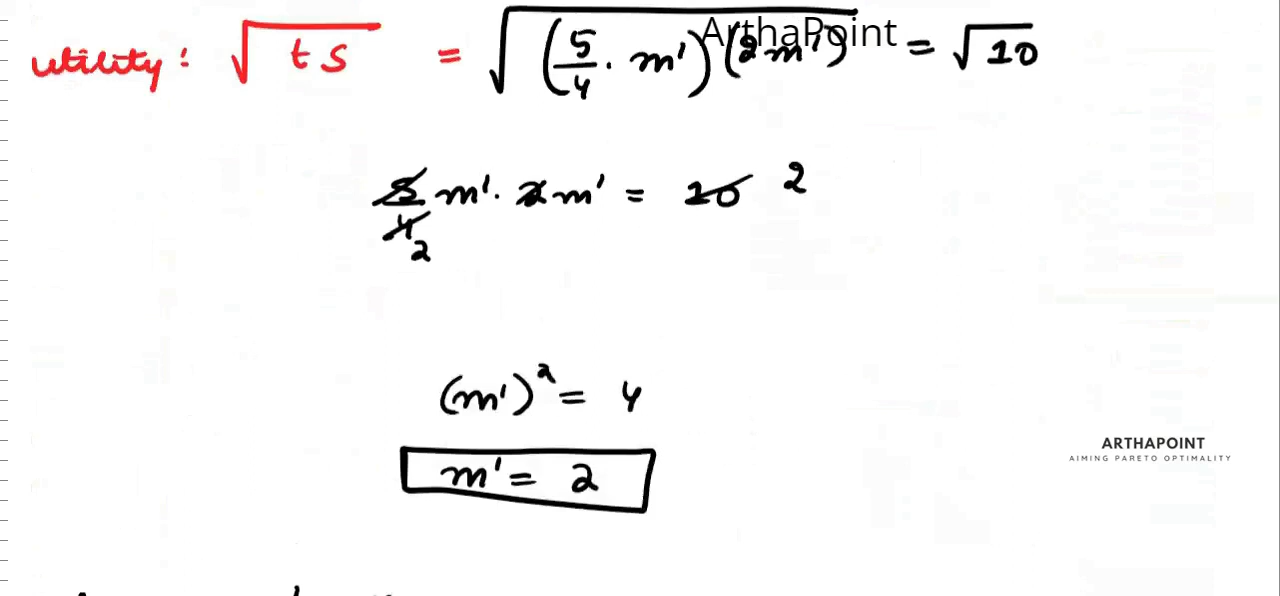 utility: √ts = √(5/4 · m')(2m') = √10
ArthaPoint
5/4 m' · 2m' = 10 2
2
(m')² = 4
m' = 2
ARTHAPOINT
AIMING PARETO OPTIMALITY